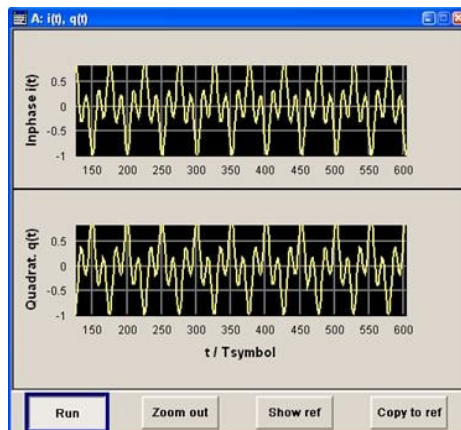 A: i(t), q(t)
Inphase i(t)
0.5
0
-0.5
-1
150 200 250 300 350 400 450 500 550 600
Quadrat. q(t)
0.5
0
-0.5
-1
150 200 250 300 350 400 450 500 550 600
t / Tsymbol
Run Zoom out Show ref Copy to ref